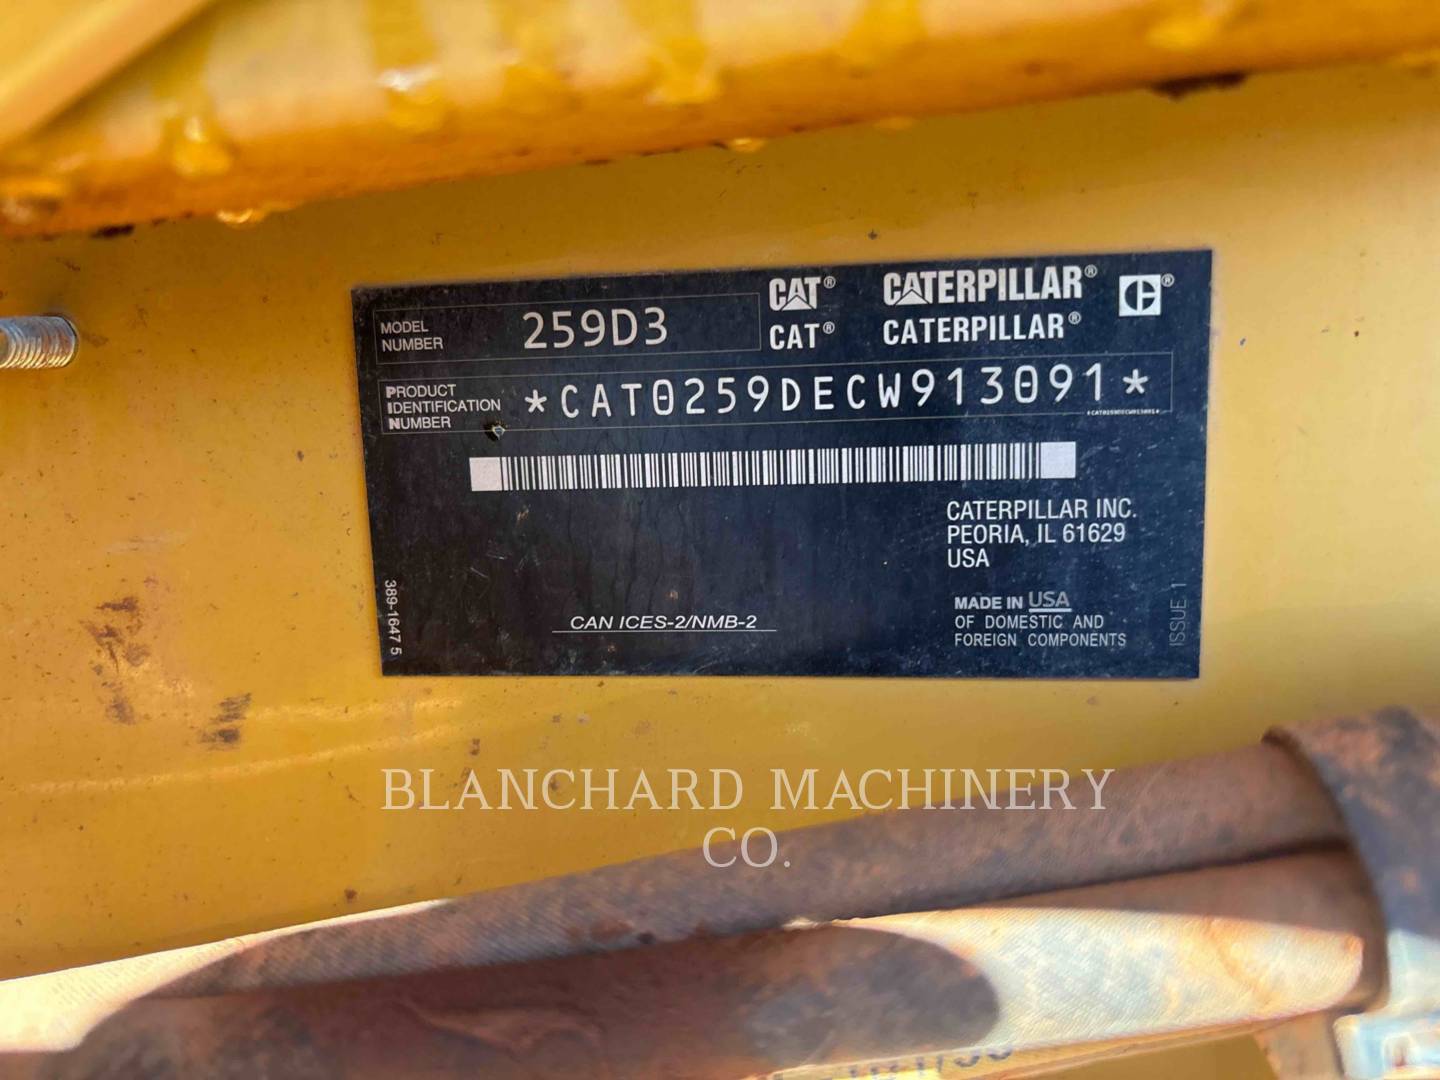 MODEL NUMBER 259D3
CAT® CATERPILLAR® C®
CAT® CATERPILLAR®
PRODUCT
IDENTIFICATION
NUMBER
*CAT0259DECW913091*
*CAT0259DECW913091*
CATERPILLAR INC.
PEORIA, IL 61629
USA
389-1647 5
CAN ICES-2/NMB-2
MADE IN USA
OF DOMESTIC AND
FOREIGN COMPONENTS
ISSUE 1
BLANCHARD MACHINERY
CO.